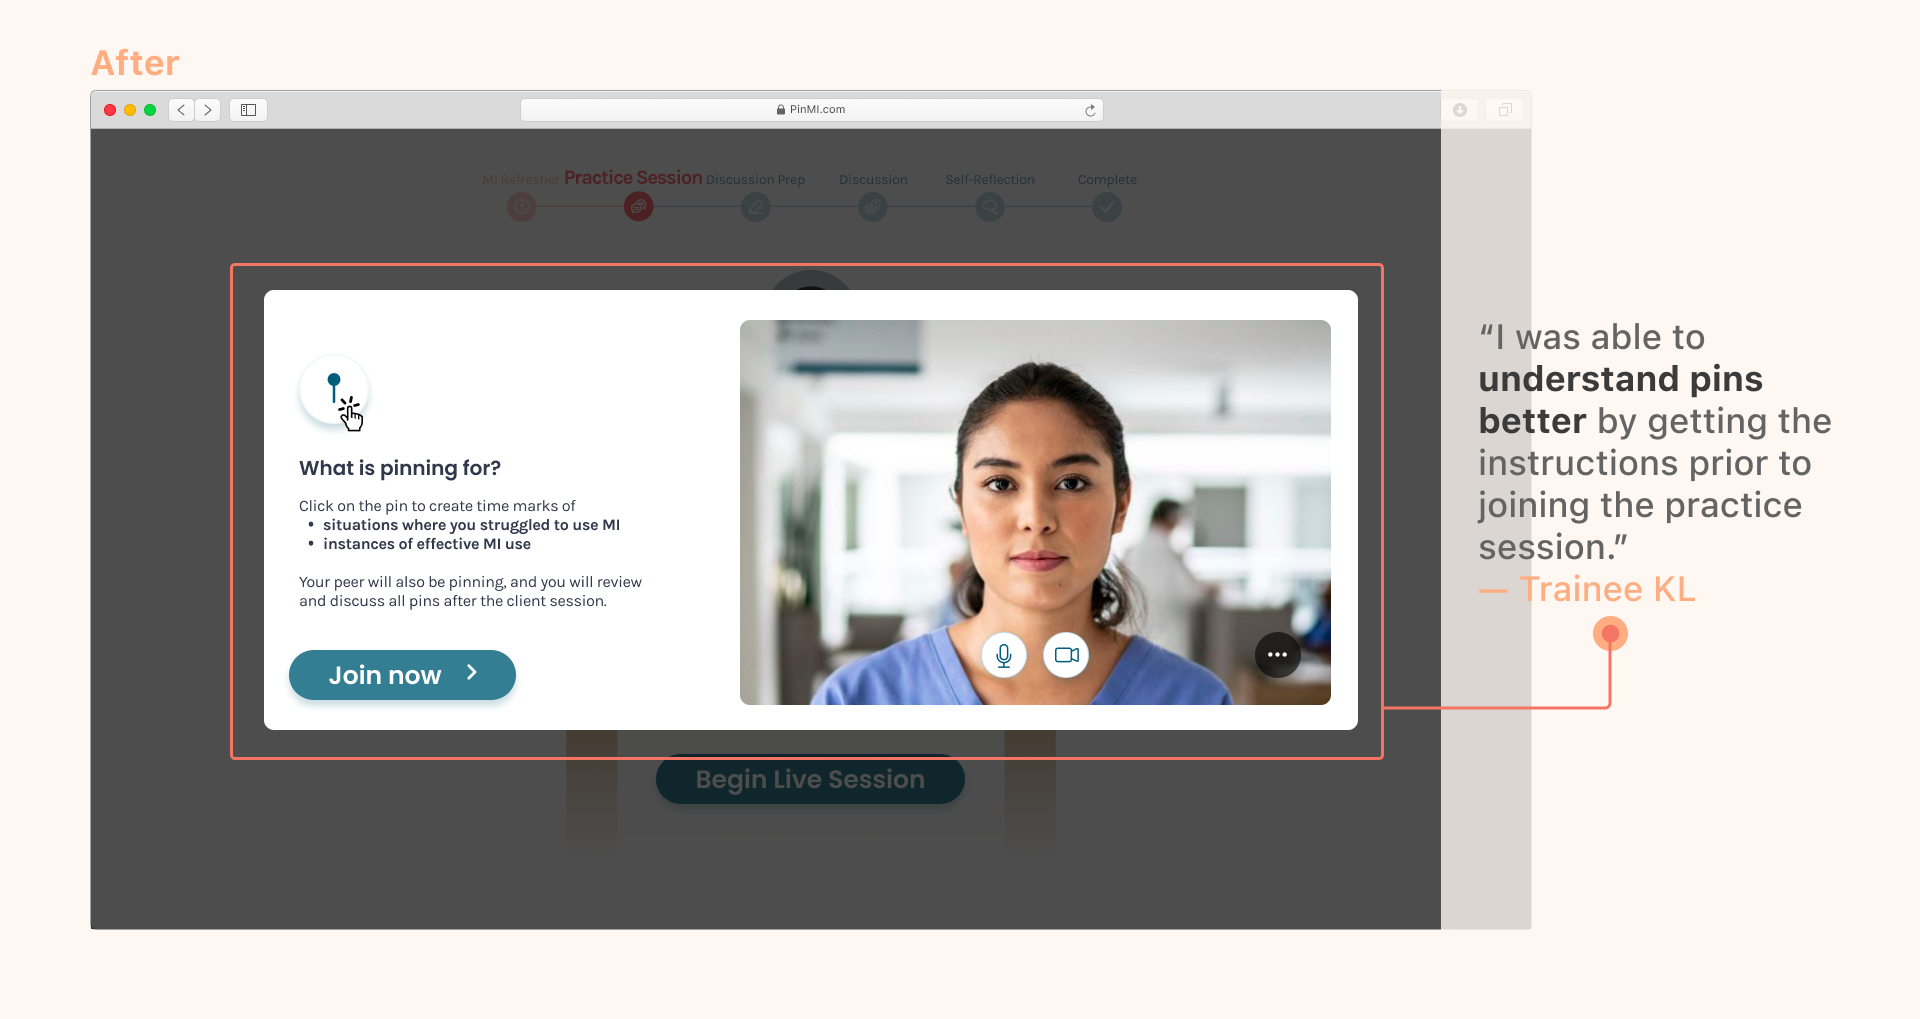 After
PinMI.com
MI Refresher
Practice Session
Discussion Prep
Discussion
Self-Reflection
Complete
What is pinning for?
Click on the pin to create time marks of
• situations where you struggled to use MI
• instances of effective MI use
Your peer will also be pinning, and you will review
and discuss all pins after the client session.
Join now
Begin Live Session
“I was able to
understand pins
better by getting the
instructions prior to
joining the practice
session.”
— Trainee KL